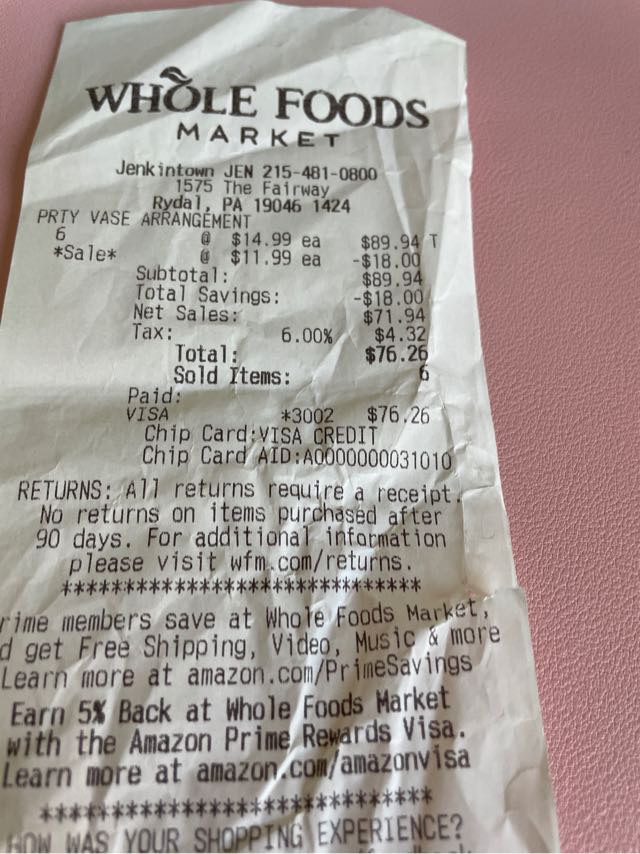 WHOLE FOODS
MARKET
Jenkintown JEN 215-481-0800
1575 The Fairway
Rydal, PA 19046 1424
PRTY VASE ARRANGEMENT
6 @ $14.99 ea $89.94 T
*Sale* @ $11.99 ea -$18.00
Subtotal: $89.94
Total Savings: -$18.00
Net Sales: $71.94
Tax: 6.00% $4.32
Total: $76.26
Sold Items: 6
Paid:
VISA *3002 $76.26
Chip Card:VISA CREDIT
Chip Card AID:A0000000031010
RETURNS: All returns require a receipt.
No returns on items purchased after
90 days. For additional information
please visit wfm.com/returns.
******************************
rime members save at Whole Foods Market,
d get Free Shipping, Video, Music & more
Learn more at amazon.com/PrimeSavings
Earn 5% Back at Whole Foods Market
with the Amazon Prime Rewards Visa.
Learn more at amazon.com/amazonvisa
******************************
HOW WAS YOUR SHOPPING EXPERIENCE?